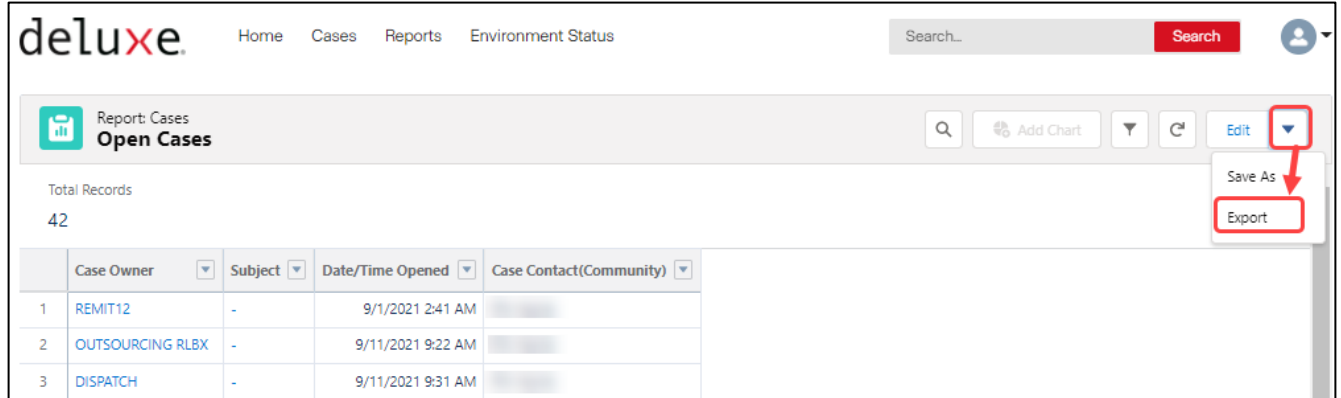 deluxe. Home Cases Reports Environment Status Search... Search
Report: Cases
Open Cases
Add Chart Edit
Save As
Export
Total Records
42
Case Owner Subject Date/Time Opened Case Contact(Community)
1 REMIT12 - 9/1/2021 2:41 AM
2 OUTSOURCING RLBX - 9/11/2021 9:22 AM
3 DISPATCH - 9/11/2021 9:31 AM